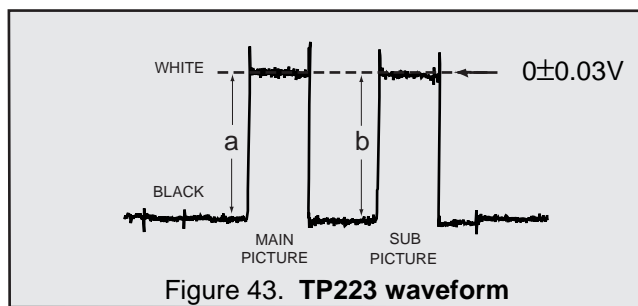 WHITE
0±0.03V
a
b
BLACK
MAIN
PICTURE
SUB
PICTURE
Figure 43. TP223 waveform